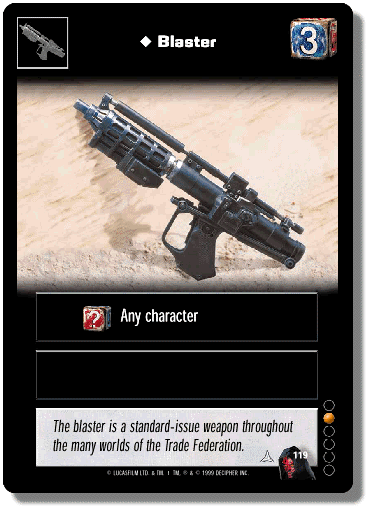 ◆ Blaster
3
? Any character
The blaster is a standard-issue weapon throughout
the many worlds of the Trade Federation.
119
© LUCASFILM LTD. & TM. † TM, ® & © 1999 DECIPHER INC.